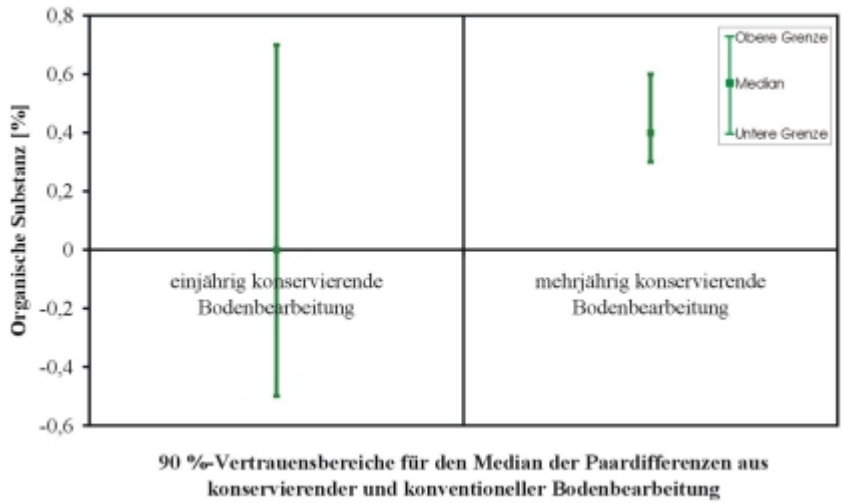 0,8
Obere Grenze
0,6
Median
0,4
Untere Grenze
0,2
0
-0,2
-0,4
-0,6
Organische Substanz [%]
einjährig konservierende
Bodenbearbeitung
mehrjährig konservierende
Bodenbearbeitung
90 %-Vertrauensbereiche für den Median der Paardifferenzen aus
konservierender und konventioneller Bodenbearbeitung